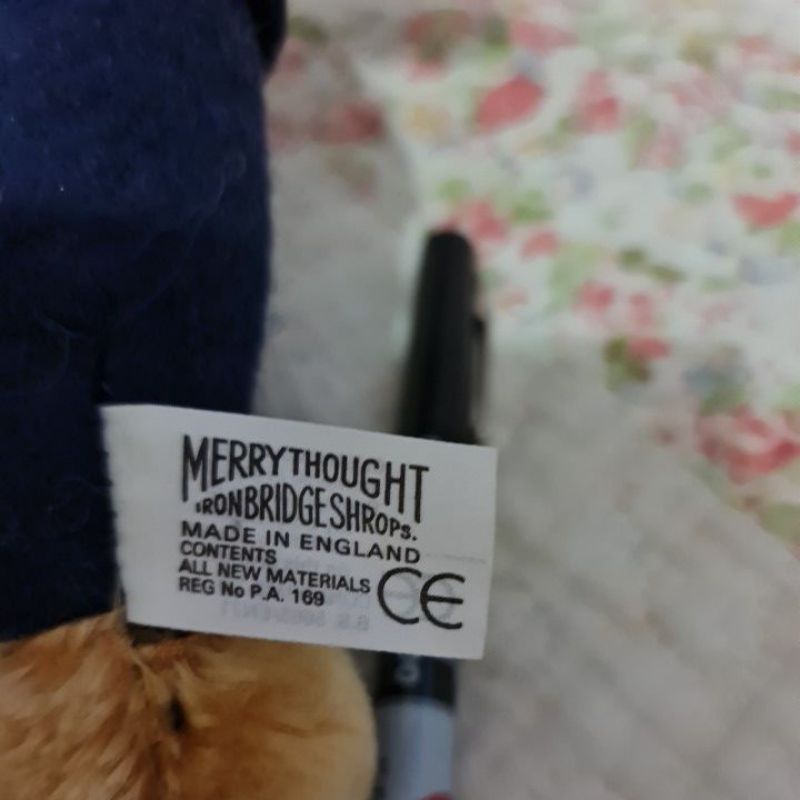 MERRYTHOUGHT
IRONBRIDGE SHROPS.
MADE IN ENGLAND
CONTENTS
ALL NEW MATERIALS
REG No P.A. 169
CE